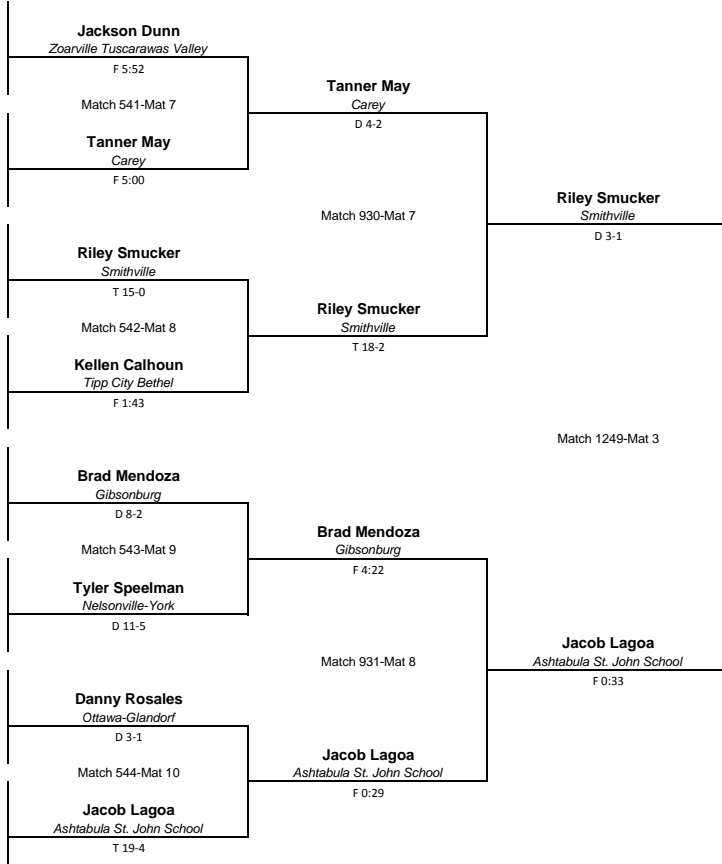 Jackson Dunn
Zoarville Tuscarawas Valley
F 5:52
Match 541-Mat 7
Tanner May
Carey
F 5:00
Tanner May
Carey
D 4-2
Match 930-Mat 7
Riley Smucker
Smithville
D 3-1
Riley Smucker
Smithville
T 15-0
Match 542-Mat 8
Kellen Calhoun
Tipp City Bethel
F 1:43
Riley Smucker
Smithville
T 18-2
Match 1249-Mat 3
Brad Mendoza
Gibsonburg
D 8-2
Match 543-Mat 9
Tyler Speelman
Nelsonville-York
D 11-5
Brad Mendoza
Gibsonburg
F 4:22
Match 931-Mat 8
Jacob Lagoa
Ashtabula St. John School
F 0:33
Danny Rosales
Ottawa-Glandorf
D 3-1
Match 544-Mat 10
Jacob Lagoa
Ashtabula St. John School
T 19-4
Jacob Lagoa
Ashtabula St. John School
F 0:29